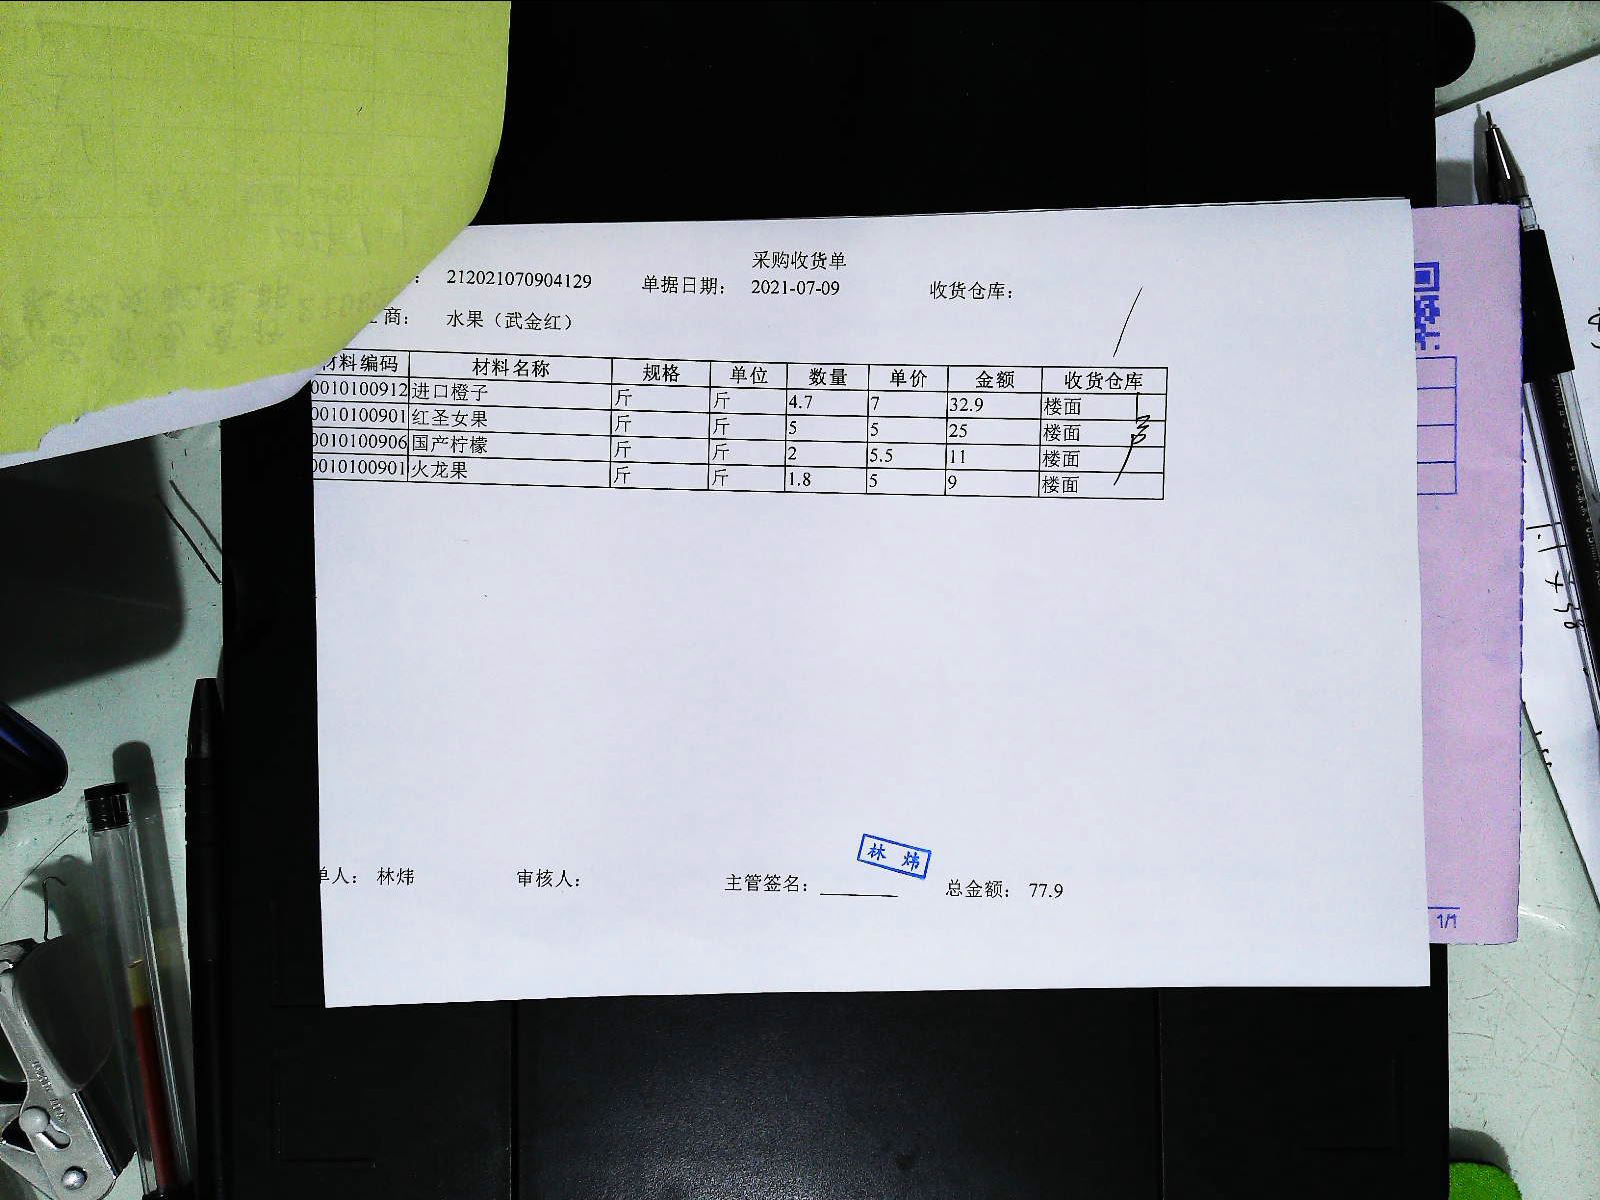 采购收货单
: 212021070904129 单据日期: 2021-07-09 收货仓库:
商: 水果（武金红）
材料编码 材料名称 规格 单位 数量 单价 金额 收货仓库
0010100912 进口橙子 斤 斤 4.7 7 32.9 楼面
0010100901 红圣女果 斤 斤 5 5 25 楼面
0010100906 国产柠檬 斤 斤 2 5.5 11 楼面
0010100901 火龙果 斤 斤 1.8 5 9 楼面
林炜
单人: 林炜 审核人: 主管签名: 总金额: 77.9
1/1
1.1+38